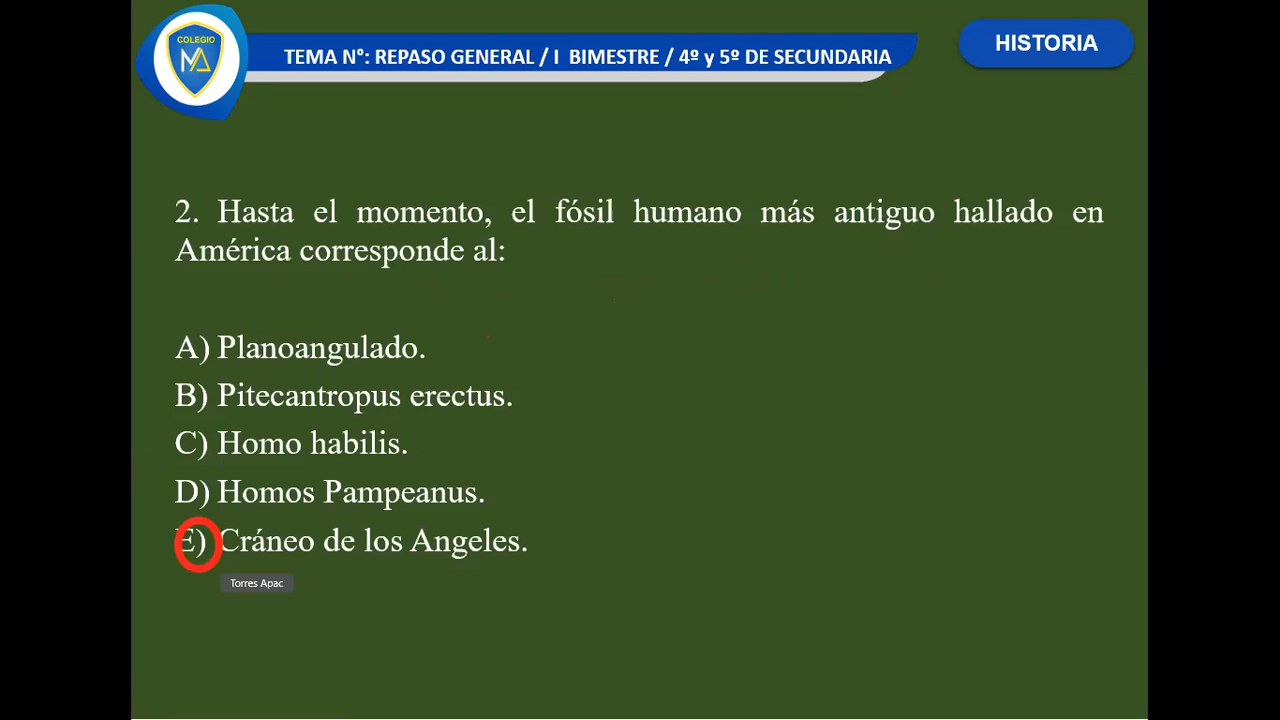 COLEGIO
MA
TEMA N°: REPASO GENERAL / I BIMESTRE / 4º y 5º DE SECUNDARIA
HISTORIA
2. Hasta el momento, el fósil humano más antiguo hallado en
América corresponde al:
A) Planoangulado.
B) Pitecantropus erectus.
C) Homo habilis.
D) Homos Pampeanus.
E) Cráneo de los Angeles.
Torres Apac